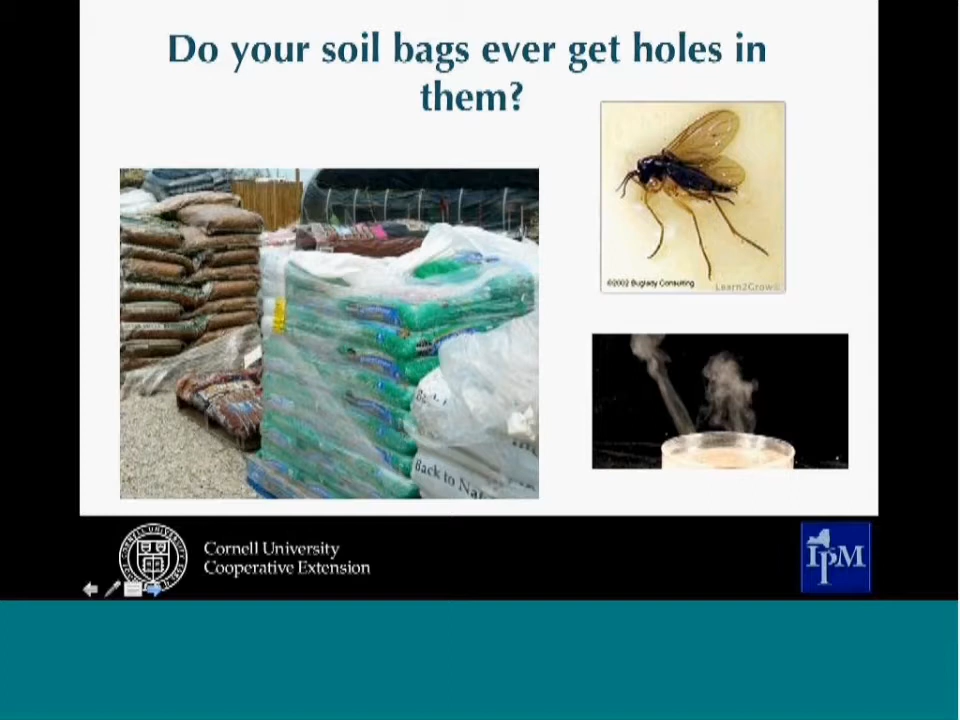 Do your soil bags ever get holes in
them?
©2002 Buglady Consulting
Learn2Grow©
Back to Nat
Cornell University
Cooperative Extension
IPM